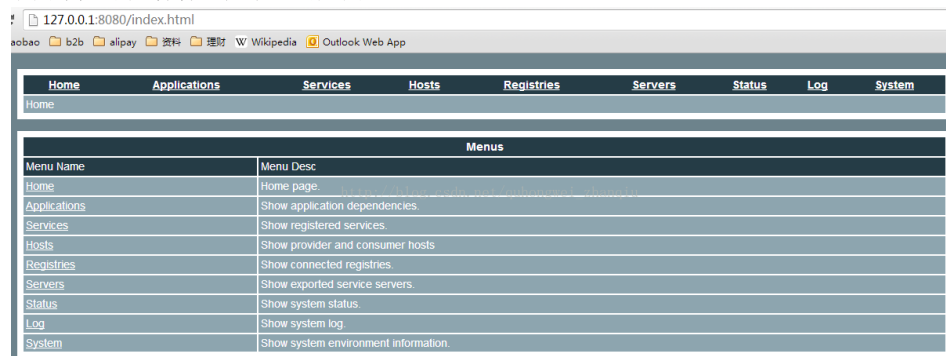 127.0.0.1:8080/index.html
aobao b2b alipay 资料 理财 W Wikipedia Outlook Web App
Home Applications Services Hosts Registries Servers Status Log System
Home
Menus
Menu Name Menu Desc
Home Home page.
Applications Show application dependencies.
Services Show registered services.
Hosts Show provider and consumer hosts
Registries Show connected registries.
Servers Show exported service servers.
Status Show system status.
Log Show system log.
System Show system environment information.